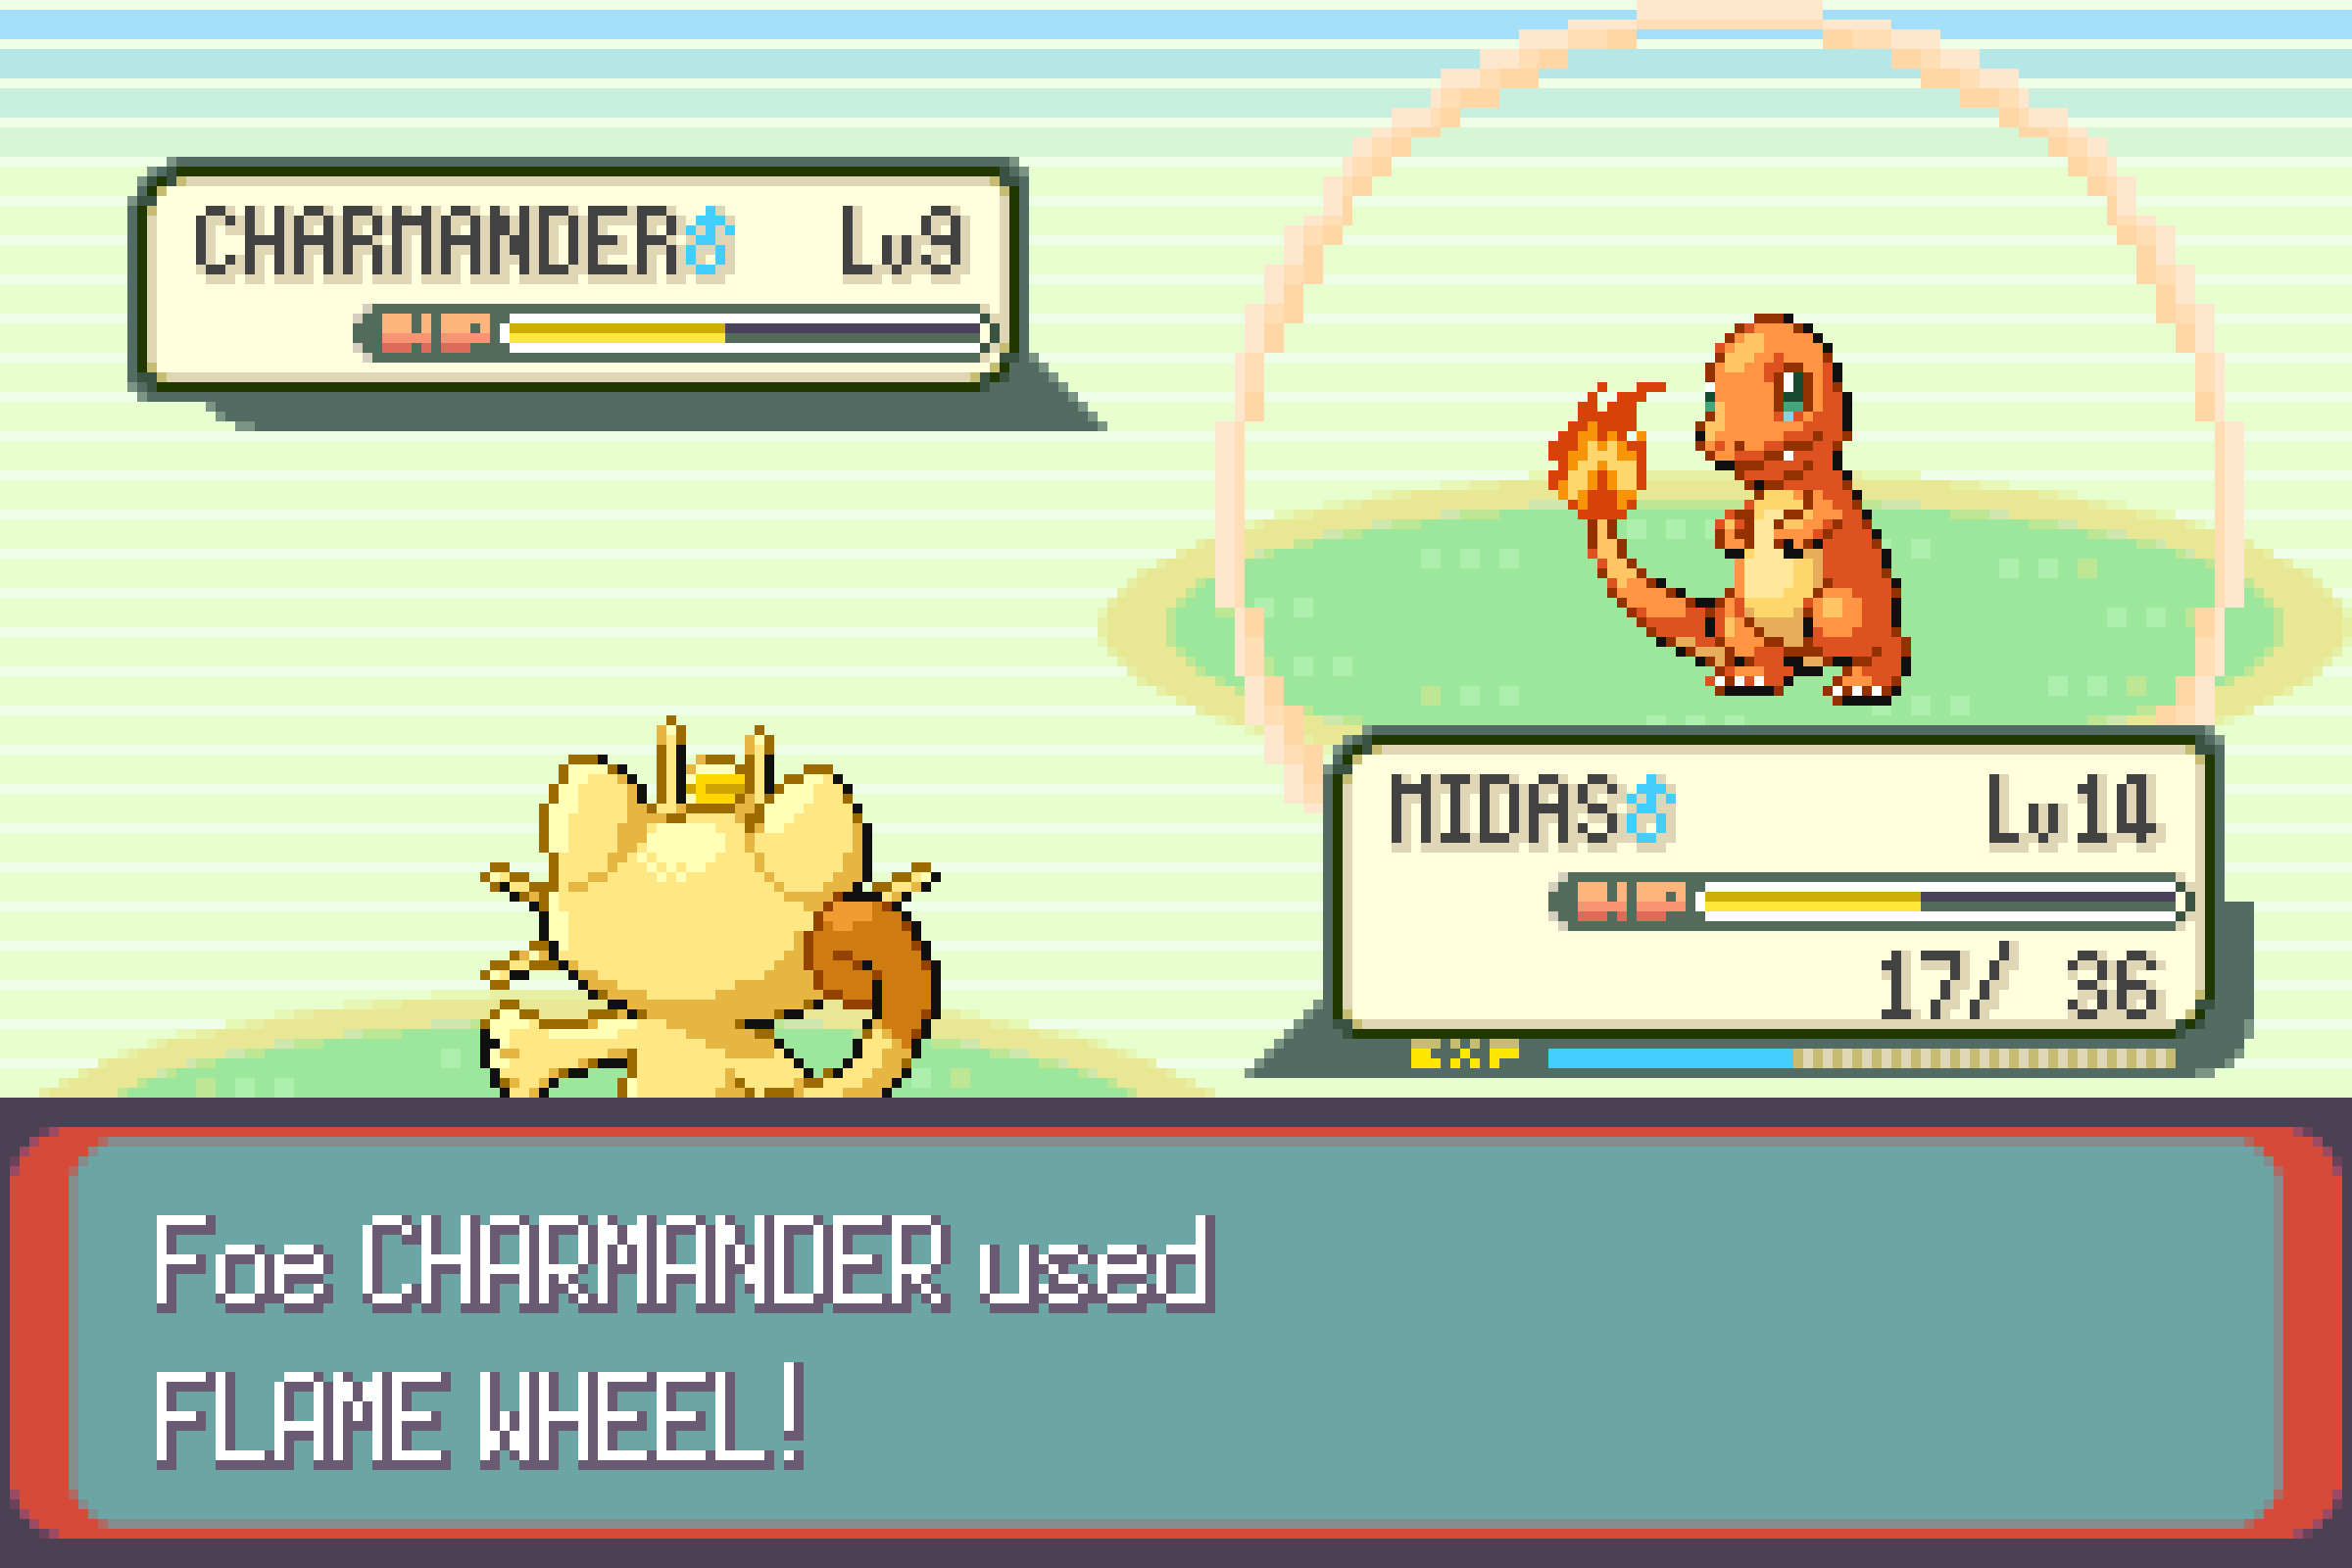 CHARMANDER♂ Lv9
HP
MIDAS♂ Lv14
HP
17/ 36
EXP
Foe CHARMANDER used
FLAME WHEEL!